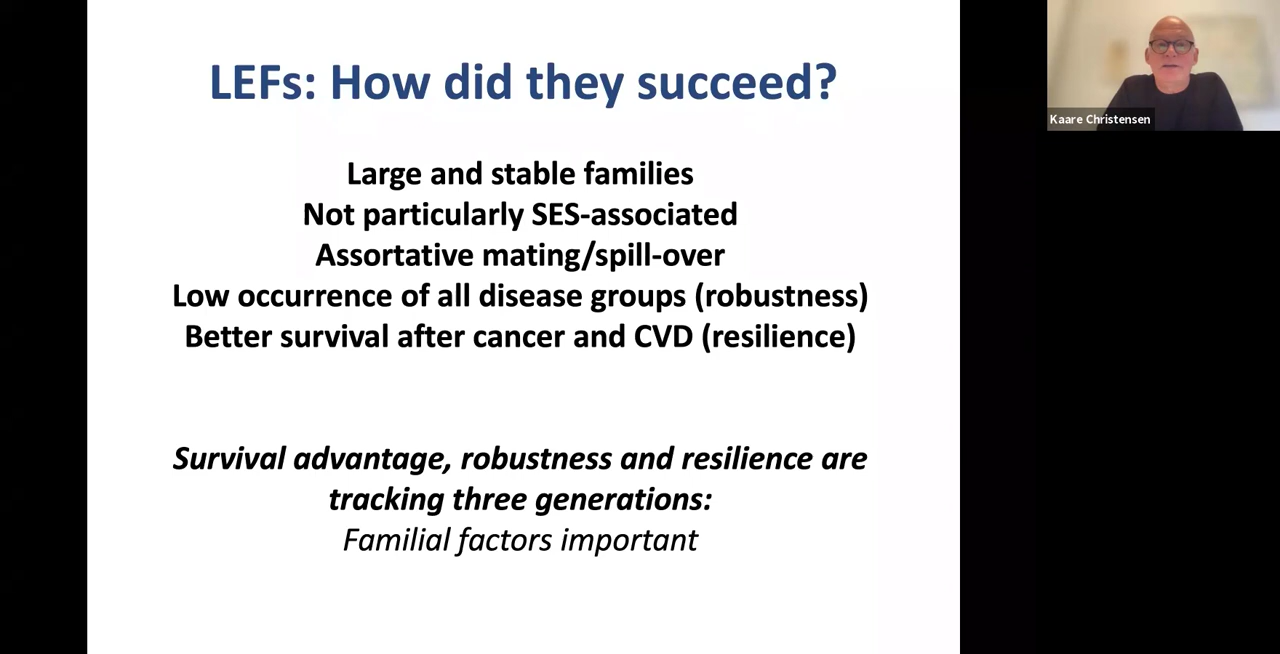 LEFs: How did they succeed?
Large and stable families
Not particularly SES-associated
Assortative mating/spill-over
Low occurrence of all disease groups (robustness)
Better survival after cancer and CVD (resilience)
Survival advantage, robustness and resilience are
tracking three generations:
Familial factors important
Kaare Christensen